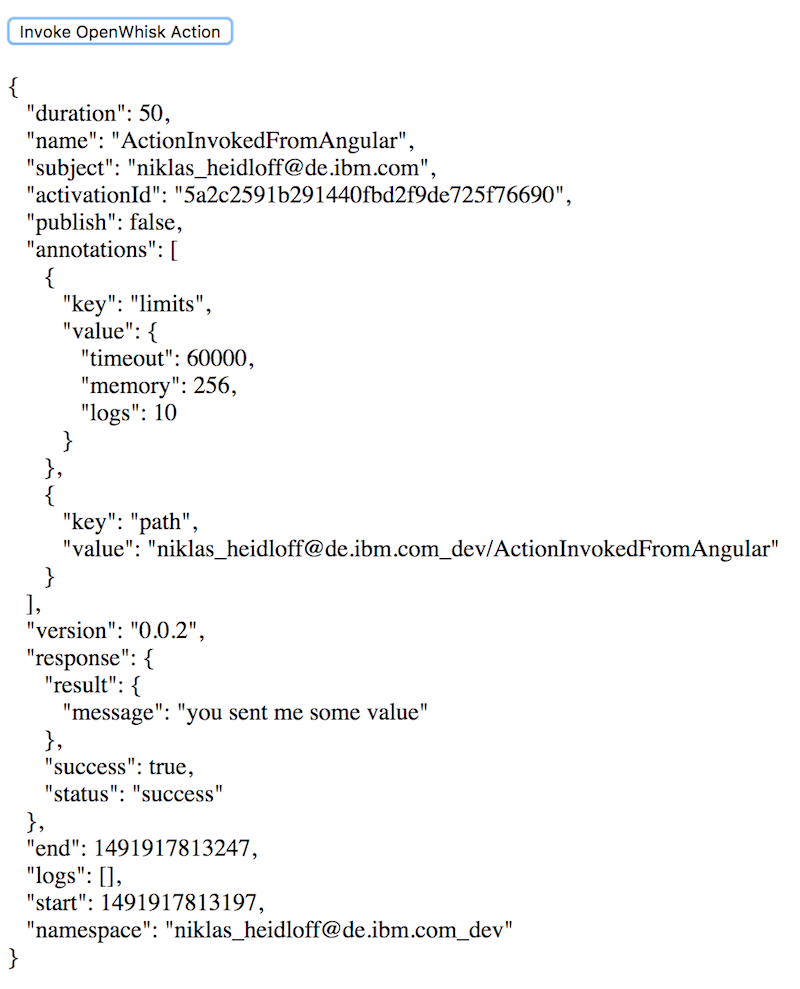 Invoke OpenWhisk Action
{
"duration": 50,
"name": "ActionInvokedFromAngular",
"subject": "niklas_heidloff@de.ibm.com",
"activationId": "5a2c2591b291440fbd2f9de725f76690",
"publish": false,
"annotations": [
{
"key": "limits",
"value": {
"timeout": 60000,
"memory": 256,
"logs": 10
}
},
{
"key": "path",
"value": "niklas_heidloff@de.ibm.com_dev/ActionInvokedFromAngular"
}
],
"version": "0.0.2",
"response": {
"result": {
"message": "you sent me some value"
},
"success": true,
"status": "success"
},
"end": 1491917813247,
"logs": [],
"start": 1491917813197,
"namespace": "niklas_heidloff@de.ibm.com_dev"
}